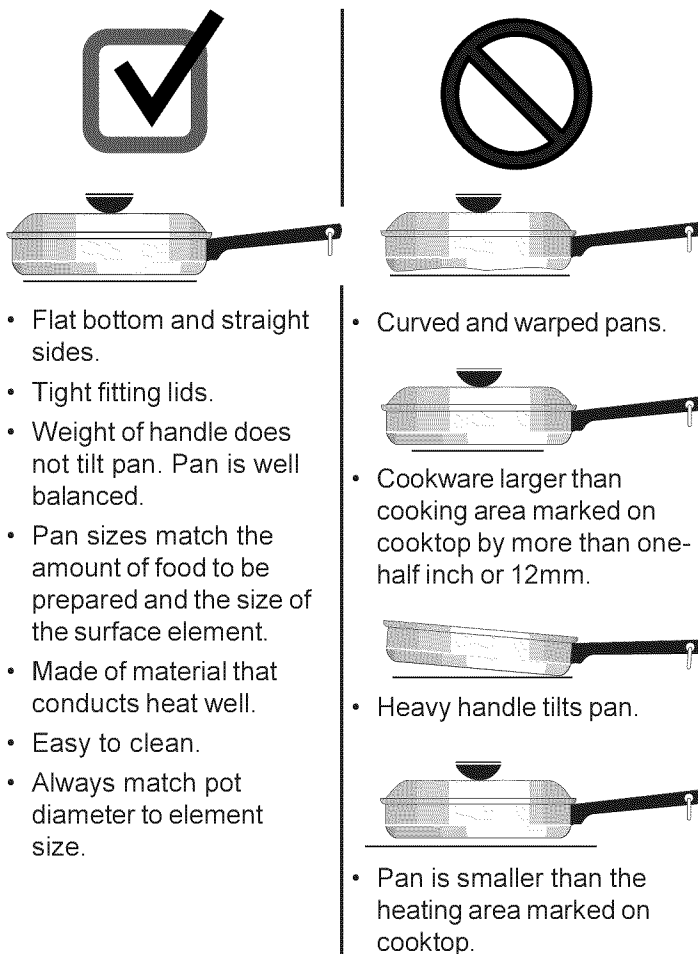 • Flat bottom and straight
sides.
• Tight fitting lids.
• Weight of handle does
not tilt pan. Pan is well
balanced.
• Pan sizes match the
amount of food to be
prepared and the size of
the surface element.
• Made of material that
conducts heat well.
• Easy to clean.
• Always match pot
diameter to element
size.
• Curved and warped pans.
• Cookware larger than
cooking area marked on
cooktop by more than one-
half inch or 12mm.
• Heavy handle tilts pan.
• Pan is smaller than the
heating area marked on
cooktop.